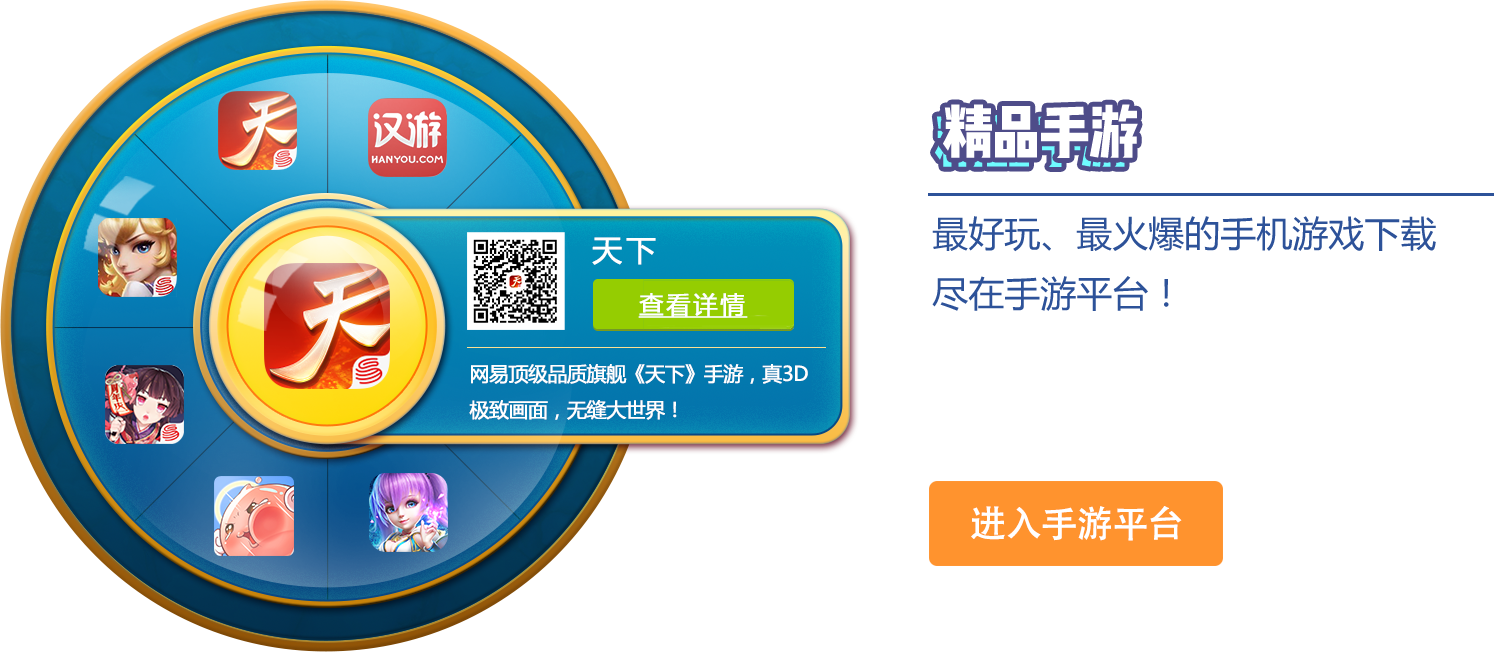 天
汉游
HANYOU.COM
天
天下
查看详情
网易顶级品质旗舰《天下》手游，真3D
极致画面，无缝大世界！
精品手游
最好玩、最火爆的手机游戏下载
尽在手游平台！
进入手游平台